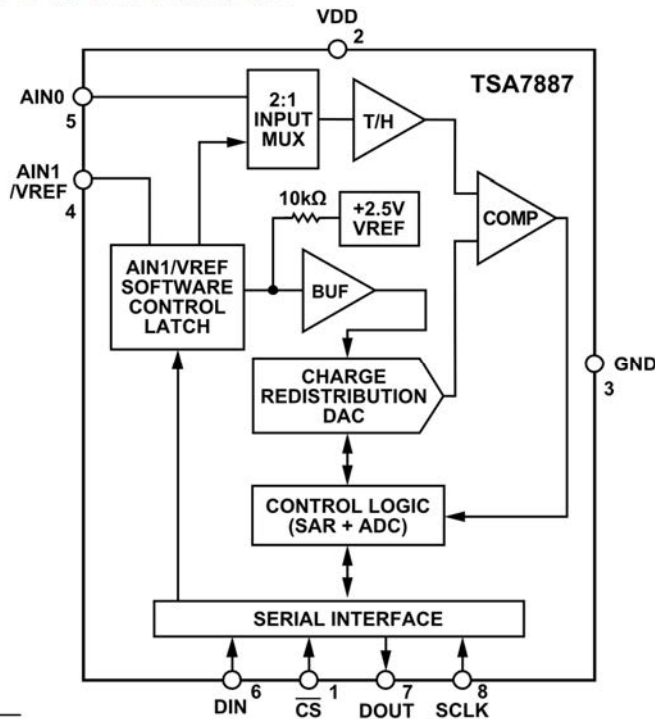 VDD
2
TSA7887
AIN0
5
2:1
INPUT
MUX
T/H
AIN1
/VREF
4
10kΩ
+2.5V
VREF
COMP
AIN1/VREF
SOFTWARE
CONTROL
LATCH
BUF
GND
3
CHARGE
REDISTRIBUTION
DAC
CONTROL LOGIC
(SAR + ADC)
SERIAL INTERFACE
DIN 6
C̅S̅ 1
DOUT 7
SCLK 8